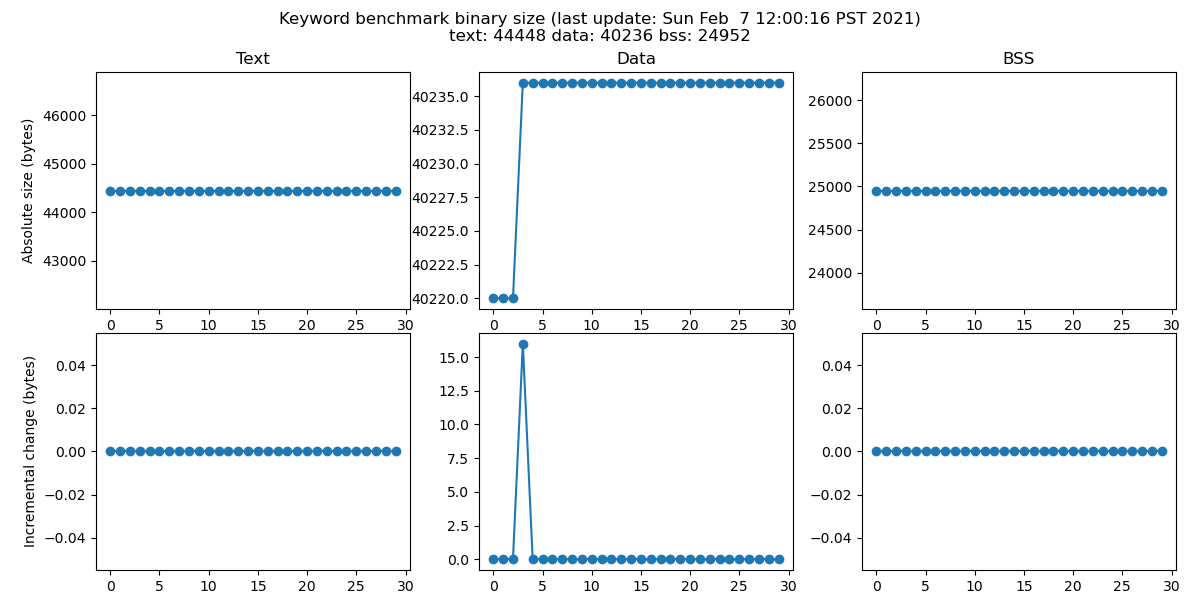 Keyword benchmark binary size (last update: Sun Feb  7 12:00:16 PST 2021)
text: 44448 data: 40236 bss: 24952
Text
Data
BSS
Absolute size (bytes)
46000
45000
44000
43000
0 5 10 15 20 25 30
40235.0
40232.5
40230.0
40227.5
40225.0
40222.5
40220.0
0 5 10 15 20 25 30
26000
25500
25000
24500
24000
0 5 10 15 20 25 30
Incremental change (bytes)
0.04
0.02
0.00
−0.02
−0.04
0 5 10 15 20 25 30
15.0
12.5
10.0
7.5
5.0
2.5
0.0
0 5 10 15 20 25 30
0.04
0.02
0.00
−0.02
−0.04
0 5 10 15 20 25 30